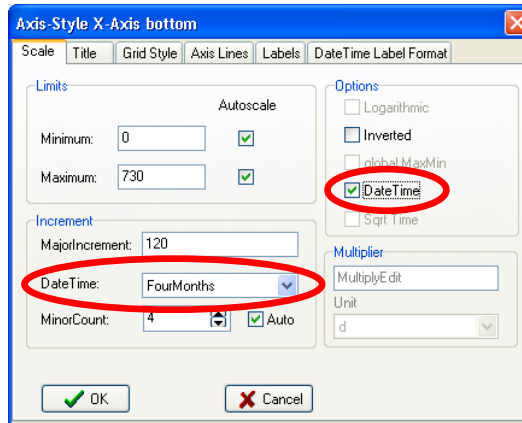 Axis-Style X-Axis bottom
Scale Title Grid Style Axis Lines Labels DateTime Label Format
Limits
Autoscale
Minimum: 0
Maximum: 730
Increment
MajorIncrement: 120
DateTime: FourMonths
MinorCount: 4 Auto
Options
Logarithmic
Inverted
global MaxMin
DateTime
Sqrt Time
Multiplier
MultiplyEdit
Unit
d
OK Cancel